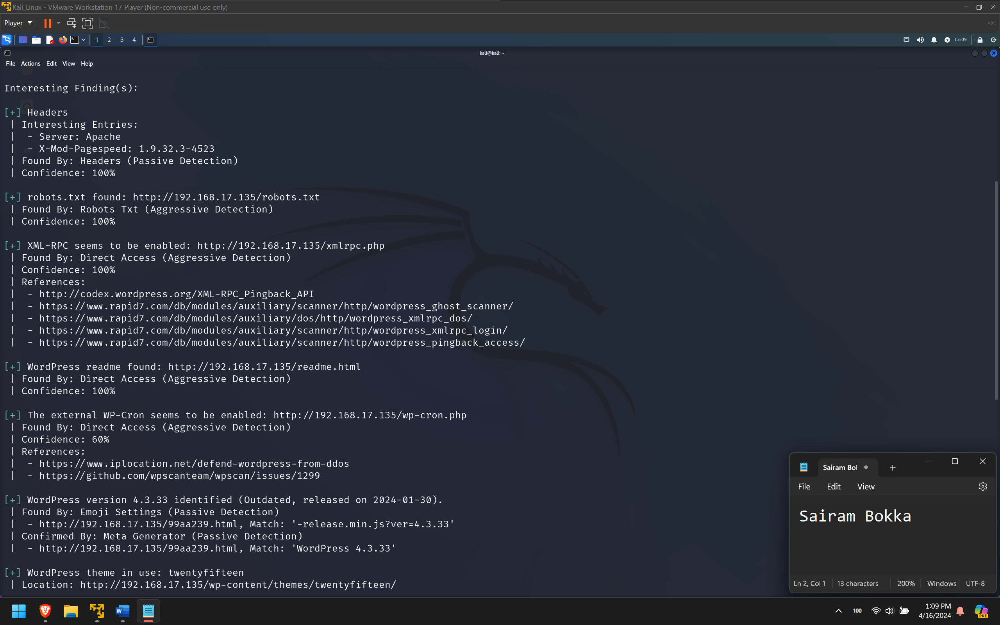 Kali_Linux - VMware Workstation 17 Player (Non-commercial use only)
Player
1 2 3 4
13:09
kali@kali: ~
File Actions Edit View Help
Interesting Finding(s):
[+] Headers
| Interesting Entries:
|  - Server: Apache
|  - X-Mod-Pagespeed: 1.9.32.3-4523
| Found By: Headers (Passive Detection)
| Confidence: 100%
[+] robots.txt found: http://192.168.17.135/robots.txt
| Found By: Robots Txt (Aggressive Detection)
| Confidence: 100%
[+] XML-RPC seems to be enabled: http://192.168.17.135/xmlrpc.php
| Found By: Direct Access (Aggressive Detection)
| Confidence: 100%
| References:
|  - http://codex.wordpress.org/XML-RPC_Pingback_API
|  - https://www.rapid7.com/db/modules/auxiliary/scanner/http/wordpress_ghost_scanner/
|  - https://www.rapid7.com/db/modules/auxiliary/dos/http/wordpress_xmlrpc_dos/
|  - https://www.rapid7.com/db/modules/auxiliary/scanner/http/wordpress_xmlrpc_login/
|  - https://www.rapid7.com/db/modules/auxiliary/scanner/http/wordpress_pingback_access/
[+] WordPress readme found: http://192.168.17.135/readme.html
| Found By: Direct Access (Aggressive Detection)
| Confidence: 100%
[+] The external WP-Cron seems to be enabled: http://192.168.17.135/wp-cron.php
| Found By: Direct Access (Aggressive Detection)
| Confidence: 60%
| References:
|  - https://www.iplocation.net/defend-wordpress-from-ddos
|  - https://github.com/wpscanteam/wpscan/issues/1299
[+] WordPress version 4.3.33 identified (Outdated, released on 2024-01-30).
| Found By: Emoji Settings (Passive Detection)
|  - http://192.168.17.135/99aa239.html, Match: '-release.min.js?ver=4.3.33'
| Confirmed By: Meta Generator (Passive Detection)
|  - http://192.168.17.135/99aa239.html, Match: 'WordPress 4.3.33'
[+] WordPress theme in use: twentyfifteen
| Location: http://192.168.17.135/wp-content/themes/twentyfifteen/
Sairam Bo
File Edit View
Sairam Bokka
Ln 2, Col 1 13 characters 200% Windows UTF-8
100
1:09 PM
4/16/2024
PRE